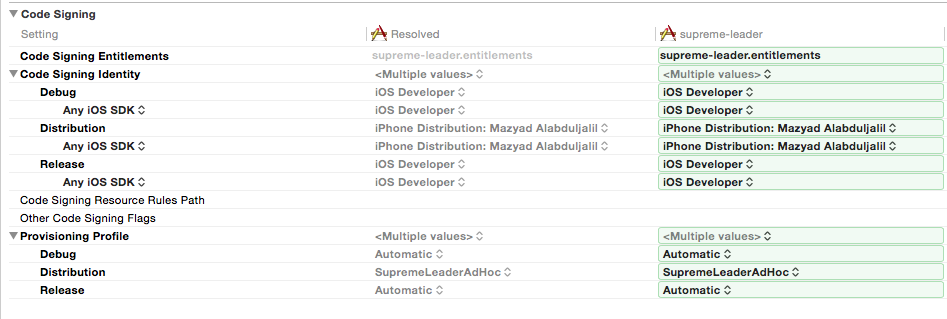 Code Signing
Setting Resolved supreme-leader
Code Signing Entitlements supreme-leader.entitlements supreme-leader.entitlements
Code Signing Identity <Multiple values> <Multiple values>
Debug iOS Developer iOS Developer
Any iOS SDK iOS Developer iOS Developer
Distribution iPhone Distribution: Mazyad Alabduljalil iPhone Distribution: Mazyad Alabduljalil
Any iOS SDK iPhone Distribution: Mazyad Alabduljalil iPhone Distribution: Mazyad Alabduljalil
Release iOS Developer iOS Developer
Any iOS SDK iOS Developer iOS Developer
Code Signing Resource Rules Path
Other Code Signing Flags
Provisioning Profile <Multiple values> <Multiple values>
Debug Automatic Automatic
Distribution SupremeLeaderAdHoc SupremeLeaderAdHoc
Release Automatic Automatic